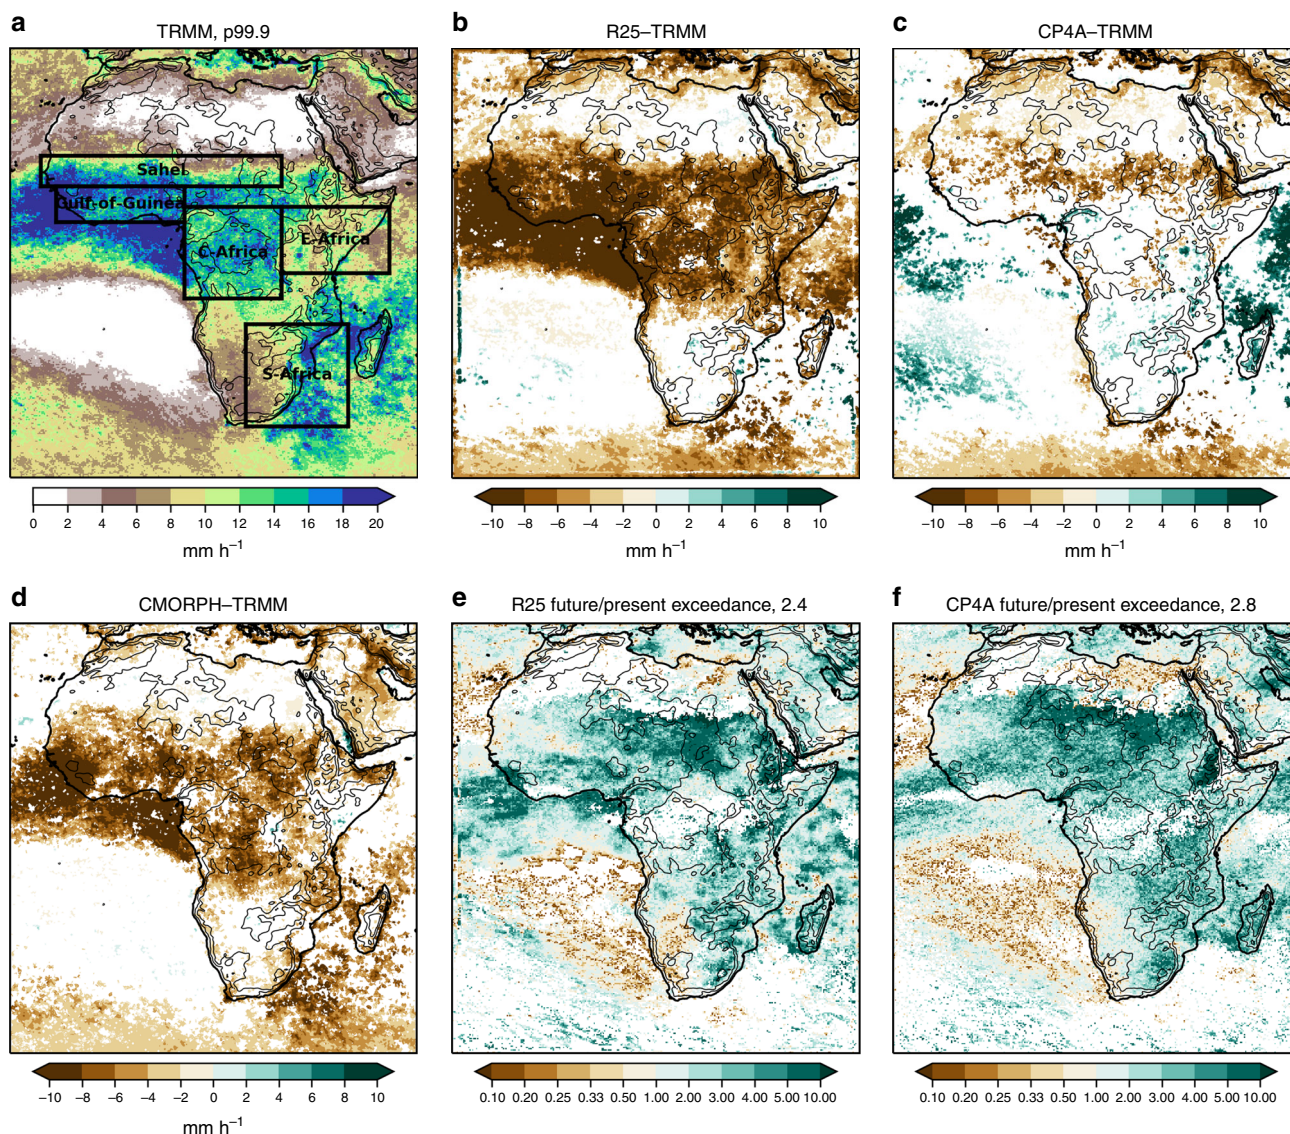 a
TRMM, p99.9
Sahel
Gulf-of-Guinea
C-Africa
E-Africa
S-Africa
0 2 4 6 8 10 12 14 16 18 20
mm h⁻¹
b
R25–TRMM
−10 −8 −6 −4 −2 0 2 4 6 8 10
mm h⁻¹
c
CP4A–TRMM
−10 −8 −6 −4 −2 0 2 4 6 8 10
mm h⁻¹
d
CMORPH–TRMM
−10 −8 −6 −4 −2 0 2 4 6 8 10
mm h⁻¹
e
R25 future/present exceedance, 2.4
0.10 0.20 0.25 0.33 0.50 1.00 2.00 3.00 4.00 5.00 10.00
f
CP4A future/present exceedance, 2.8
0.10 0.20 0.25 0.33 0.50 1.00 2.00 3.00 4.00 5.00 10.00